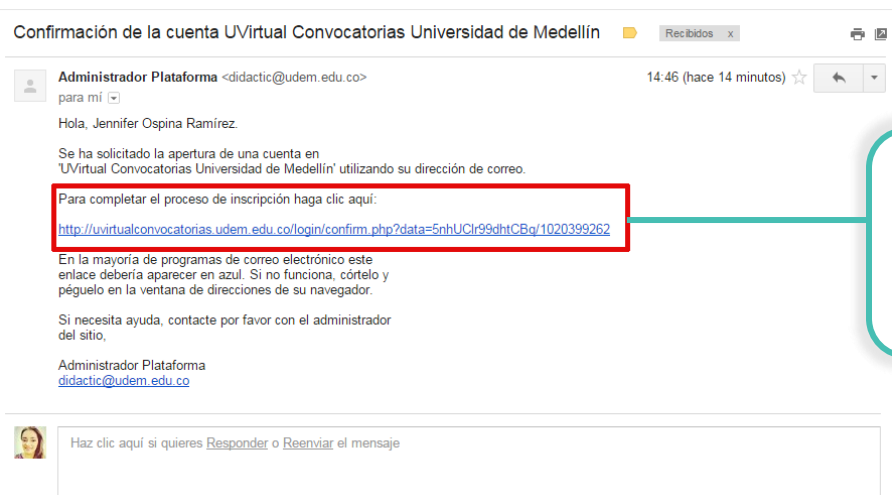 Confirmación de la cuenta UVirtual Convocatorias Universidad de Medellín Recibidos x
Administrador Plataforma <didactic@udem.edu.co> 14:46 (hace 14 minutos)
para mí
Hola, Jennifer Ospina Ramírez.
Se ha solicitado la apertura de una cuenta en
'UVirtual Convocatorias Universidad de Medellín' utilizando su dirección de correo.
Para completar el proceso de inscripción haga clic aquí:
http://uvirtualconvocatorias.udem.edu.co/login/confirm.php?data=5nhUClr99dhtCBq/1020399262
En la mayoría de programas de correo electrónico este
enlace debería aparecer en azul. Si no funciona, córtelo y
péguelo en la ventana de direcciones de su navegador.
Si necesita ayuda, contacte por favor con el administrador
del sitio,
Administrador Plataforma
didactic@udem.edu.co
Haz clic aquí si quieres Responder o Reenviar el mensaje